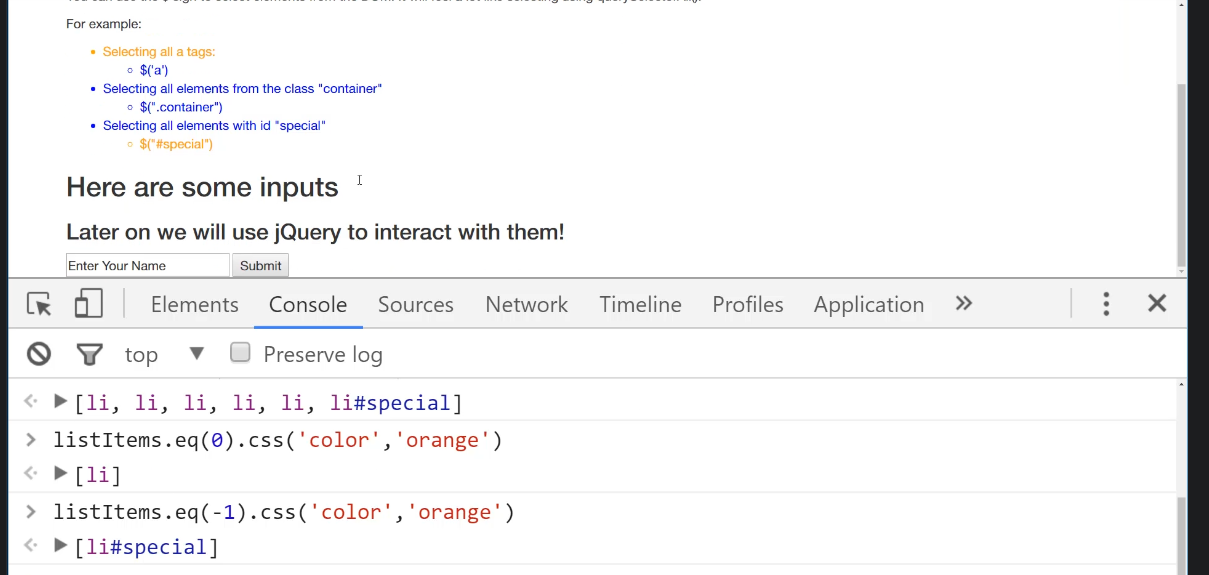 For example:
Selecting all a tags:
$('a')
Selecting all elements from the class "container"
$(".container")
Selecting all elements with id "special"
$("#special")
Here are some inputs
Later on we will use jQuery to interact with them!
Enter Your Name Submit
Elements Console Sources Network Timeline Profiles Application »
top ▼ Preserve log
[li, li, li, li, li, li#special]
> listItems.eq(0).css('color','orange')
[li]
> listItems.eq(-1).css('color','orange')
[li#special]